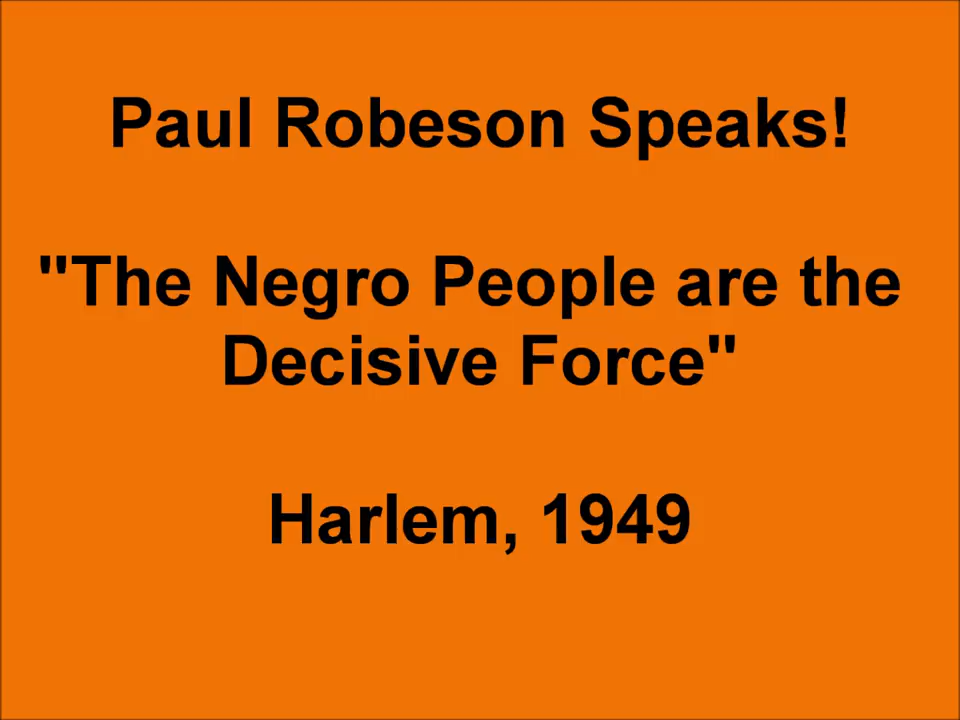 Paul Robeson Speaks!
"The Negro People are the
Decisive Force"
Harlem, 1949